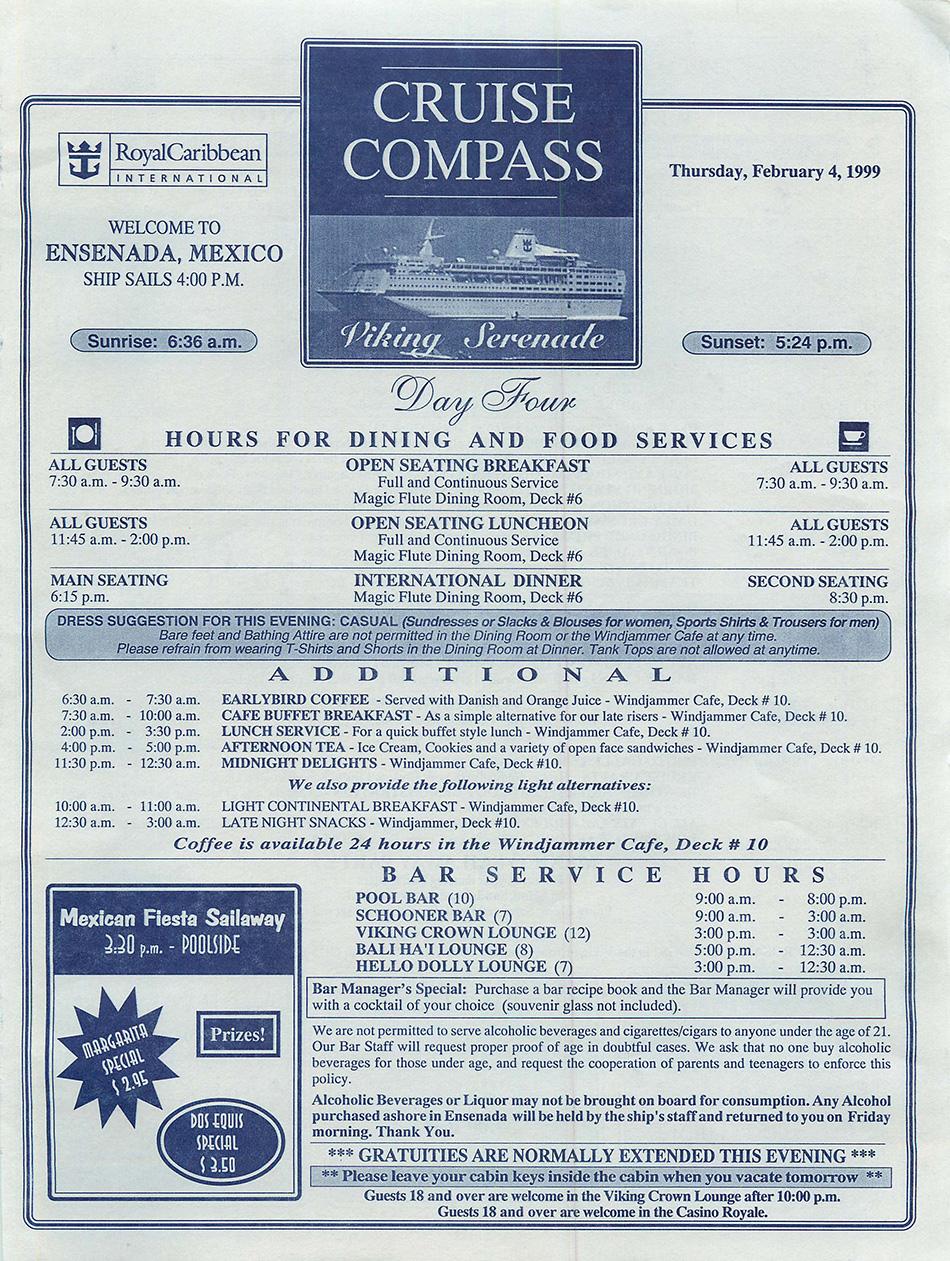 CRUISE
COMPASS
RoyalCaribbean
INTERNATIONAL
WELCOME TO
ENSENADA, MEXICO
SHIP SAILS 4:00 P.M.
Thursday, February 4, 1999
Viking Serenade
Sunrise: 6:36 a.m.
Sunset: 5:24 p.m.
Day Four
HOURS FOR DINING AND FOOD SERVICES
ALL GUESTS OPEN SEATING BREAKFAST ALL GUESTS
7:30 a.m. - 9:30 a.m. Full and Continuous Service 7:30 a.m. - 9:30 a.m.
Magic Flute Dining Room, Deck #6
ALL GUESTS OPEN SEATING LUNCHEON ALL GUESTS
11:45 a.m. - 2:00 p.m. Full and Continuous Service 11:45 a.m. - 2:00 p.m.
Magic Flute Dining Room, Deck #6
MAIN SEATING INTERNATIONAL DINNER SECOND SEATING
6:15 p.m. Magic Flute Dining Room, Deck #6 8:30 p.m.
DRESS SUGGESTION FOR THIS EVENING: CASUAL (Sundresses or Slacks & Blouses for women, Sports Shirts & Trousers for men)
Bare feet and Bathing Attire are not permitted in the Dining Room or the Windjammer Cafe at any time.
Please refrain from wearing T-Shirts and Shorts in the Dining Room at Dinner. Tank Tops are not allowed at anytime.
ADDITIONAL
6:30 a.m. - 7:30 a.m. EARLYBIRD COFFEE - Served with Danish and Orange Juice - Windjammer Cafe, Deck # 10.
7:30 a.m. - 10:00 a.m. CAFE BUFFET BREAKFAST - As a simple alternative for our late risers - Windjammer Cafe, Deck # 10.
2:00 p.m. - 3:30 p.m. LUNCH SERVICE - For a quick buffet style lunch - Windjammer Cafe, Deck # 10.
4:00 p.m. - 5:00 p.m. AFTERNOON TEA - Ice Cream, Cookies and a variety of open face sandwiches - Windjammer Cafe, Deck # 10.
11:30 p.m. - 12:30 a.m. MIDNIGHT DELIGHTS - Windjammer Cafe, Deck #10.
We also provide the following light alternatives:
10:00 a.m. - 11:00 a.m. LIGHT CONTINENTAL BREAKFAST - Windjammer Cafe, Deck #10.
12:30 a.m. - 3:00 a.m. LATE NIGHT SNACKS - Windjammer, Deck #10.
Coffee is available 24 hours in the Windjammer Cafe, Deck # 10
BAR SERVICE HOURS
POOL BAR (10) 9:00 a.m. - 8:00 p.m.
SCHOONER BAR (7) 9:00 a.m. - 3:00 a.m.
VIKING CROWN LOUNGE (12) 3:00 p.m. - 3:00 a.m.
BALI HA'I LOUNGE (8) 5:00 p.m. - 12:30 a.m.
HELLO DOLLY LOUNGE (7) 3:00 p.m. - 12:30 a.m.
Mexican Fiesta Sailaway
3:30 p.m. - POOLSIDE
MARGARITA
SPECIAL
$ 2.95
Prizes!
DOS EQUIS
SPECIAL
$ 3.50
Bar Manager's Special: Purchase a bar recipe book and the Bar Manager will provide you
with a cocktail of your choice (souvenir glass not included).
We are not permitted to serve alcoholic beverages and cigarettes/cigars to anyone under the age of 21.
Our Bar Staff will request proper proof of age in doubtful cases. We ask that no one buy alcoholic
beverages for those under age, and request the cooperation of parents and teenagers to enforce this
policy.
Alcoholic Beverages or Liquor may not be brought on board for consumption. Any Alcohol
purchased ashore in Ensenada will be held by the ship's staff and returned to you on Friday
morning. Thank You.
*** GRATUITIES ARE NORMALLY EXTENDED THIS EVENING ***
** Please leave your cabin keys inside the cabin when you vacate tomorrow **
Guests 18 and over are welcome in the Viking Crown Lounge after 10:00 p.m.
Guests 18 and over are welcome in the Casino Royale.